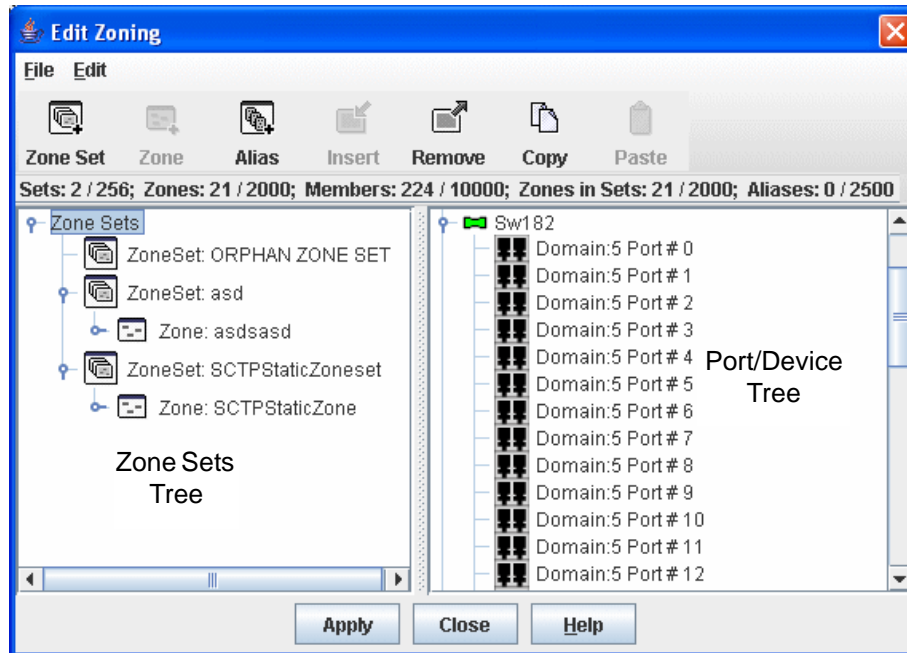 Edit Zoning
File Edit
Zone Set Zone Alias Insert Remove Copy Paste
Sets: 2 / 256; Zones: 21 / 2000; Members: 224 / 10000; Zones in Sets: 21 / 2000; Aliases: 0 / 2500
Zone Sets
ZoneSet: ORPHAN ZONE SET
ZoneSet: asd
Zone: asdsasd
ZoneSet: SCTPStaticZoneset
Zone: SCTPStaticZone
Zone Sets
Tree
Sw182
Domain:5 Port # 0
Domain:5 Port # 1
Domain:5 Port # 2
Domain:5 Port # 3
Domain:5 Port # 4
Domain:5 Port # 5
Domain:5 Port # 6
Domain:5 Port # 7
Domain:5 Port # 8
Domain:5 Port # 9
Domain:5 Port # 10
Domain:5 Port # 11
Domain:5 Port # 12
Port/Device
Tree
Apply Close Help